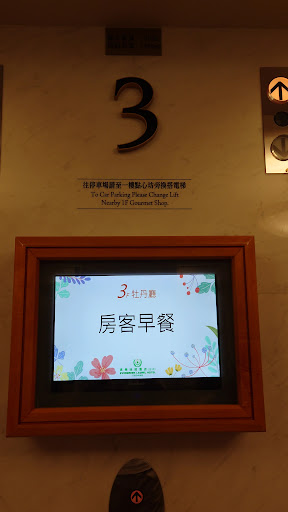 3
往停車場請至一樓點心坊旁換搭電梯
To Car Parking Please Change Lift
Nearby 1F Gourmet Shop.
3F 牡丹廳
房客早餐